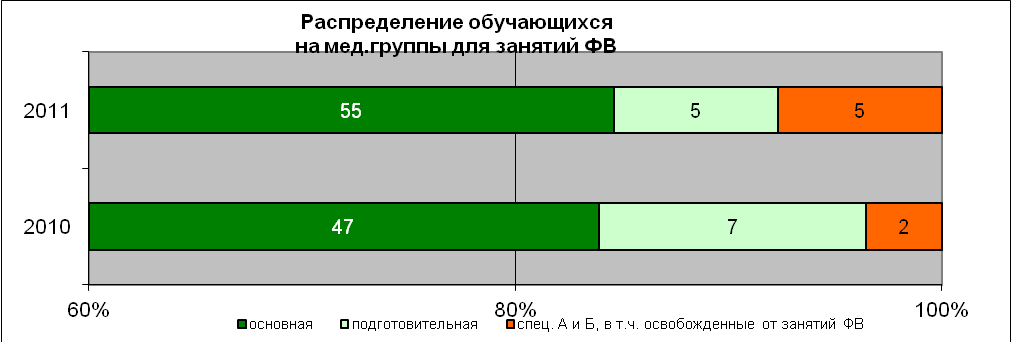 Распределение обучающихся
на мед.группы для занятий ФВ
2011 55 5 5
2010 47 7 2
60% 80% 100%
основная подготовительная спец. А и Б, в т.ч. освобожденные от занятий ФВ